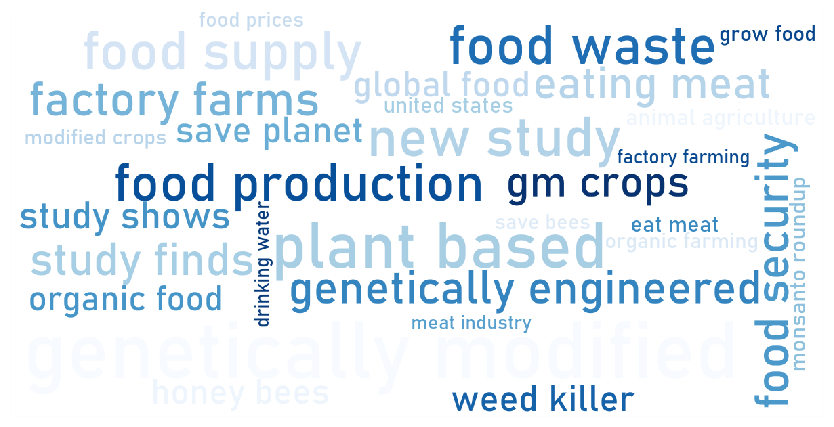 food prices
food supply
food waste
grow food
factory farms
global food
eating meat
united states
animal agriculture
modified crops
save planet
new study
factory farming
food production
gm crops
study shows
drinking water
save bees
eat meat
food security
monsanto roundup
study finds
plant based
organic farming
organic food
genetically engineered
meat industry
genetically modified
honey bees
weed killer